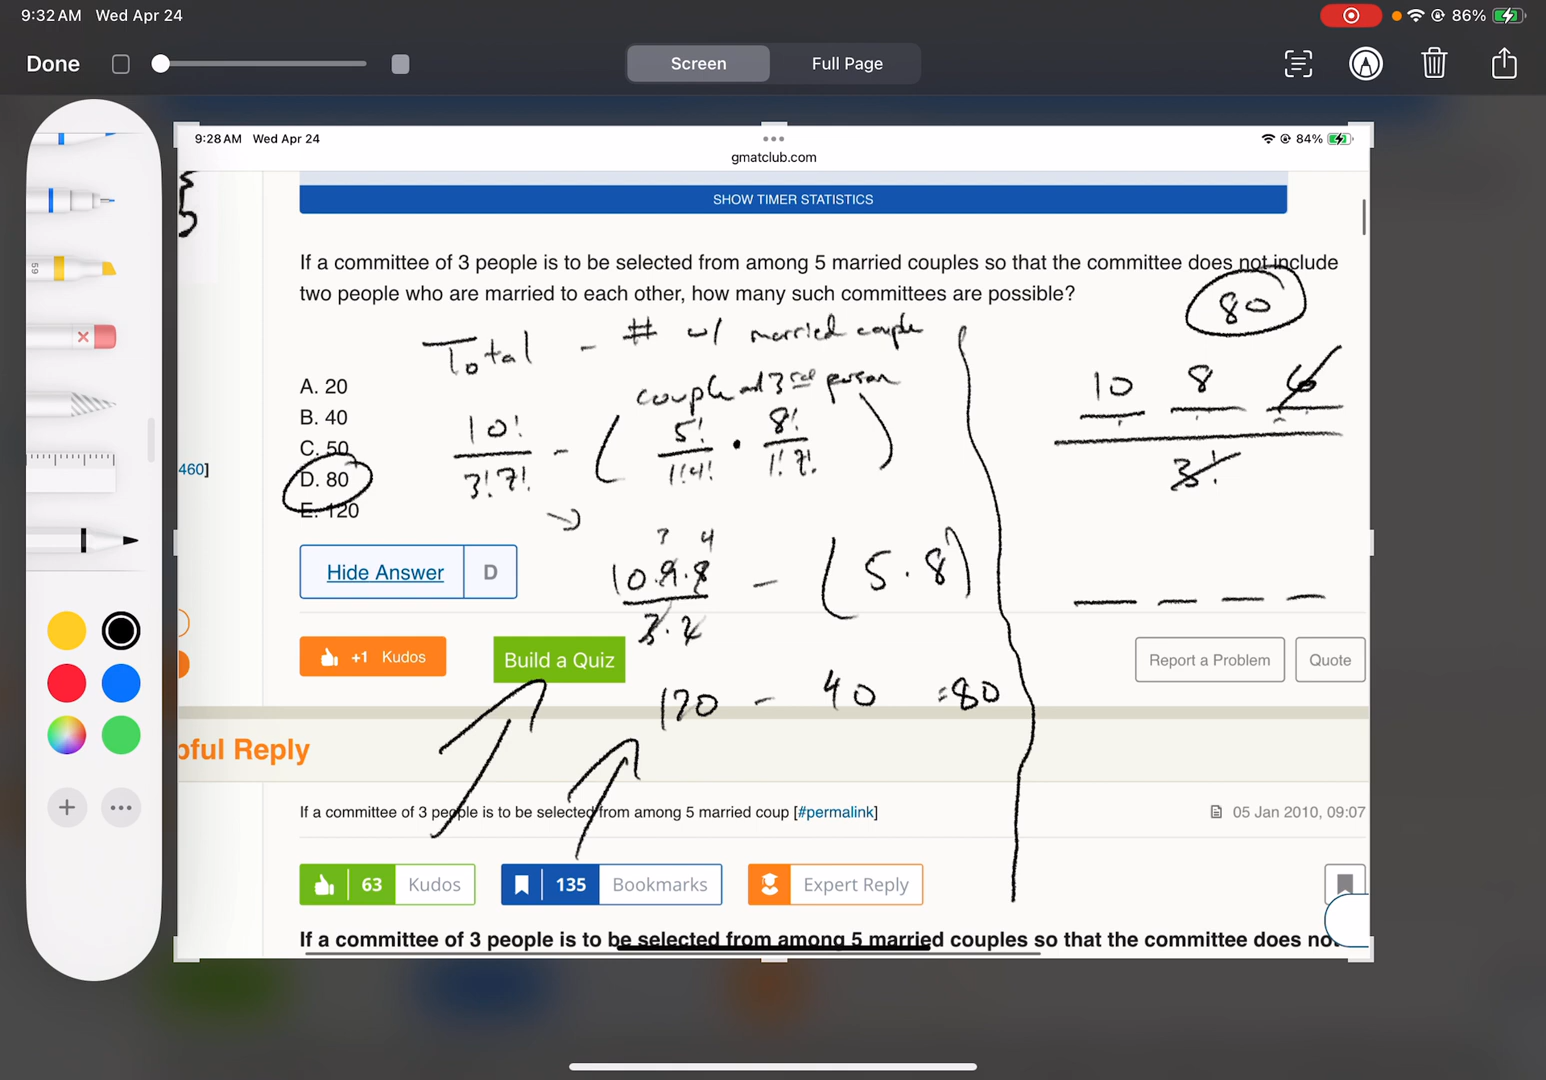 9:32 AM Wed Apr 24
86%
Done
Screen
Full Page
9:28 AM Wed Apr 24
84%
gmatclub.com
SHOW TIMER STATISTICS
If a committee of 3 people is to be selected from among 5 married couples so that the committee does not include
two people who are married to each other, how many such committees are possible?
80
Total - # w/ married couple
couple and 3rd person
10!/3!7! - ( 5!/1!4! · 8!/1!7! )
10 8 6
3!
A. 20
B. 40
C. 50
D. 80
E. 120
460]
3 4
10.9.8 - (5.8)
3.2
Hide Answer D
+1 Kudos
Build a Quiz
Report a Problem
Quote
120 - 40 =80
pful Reply
If a committee of 3 people is to be selected from among 5 married coup [#permalink]
05 Jan 2010, 09:07
63 Kudos
135 Bookmarks
Expert Reply
If a committee of 3 people is to be selected from among 5 married couples so that the committee does not
59